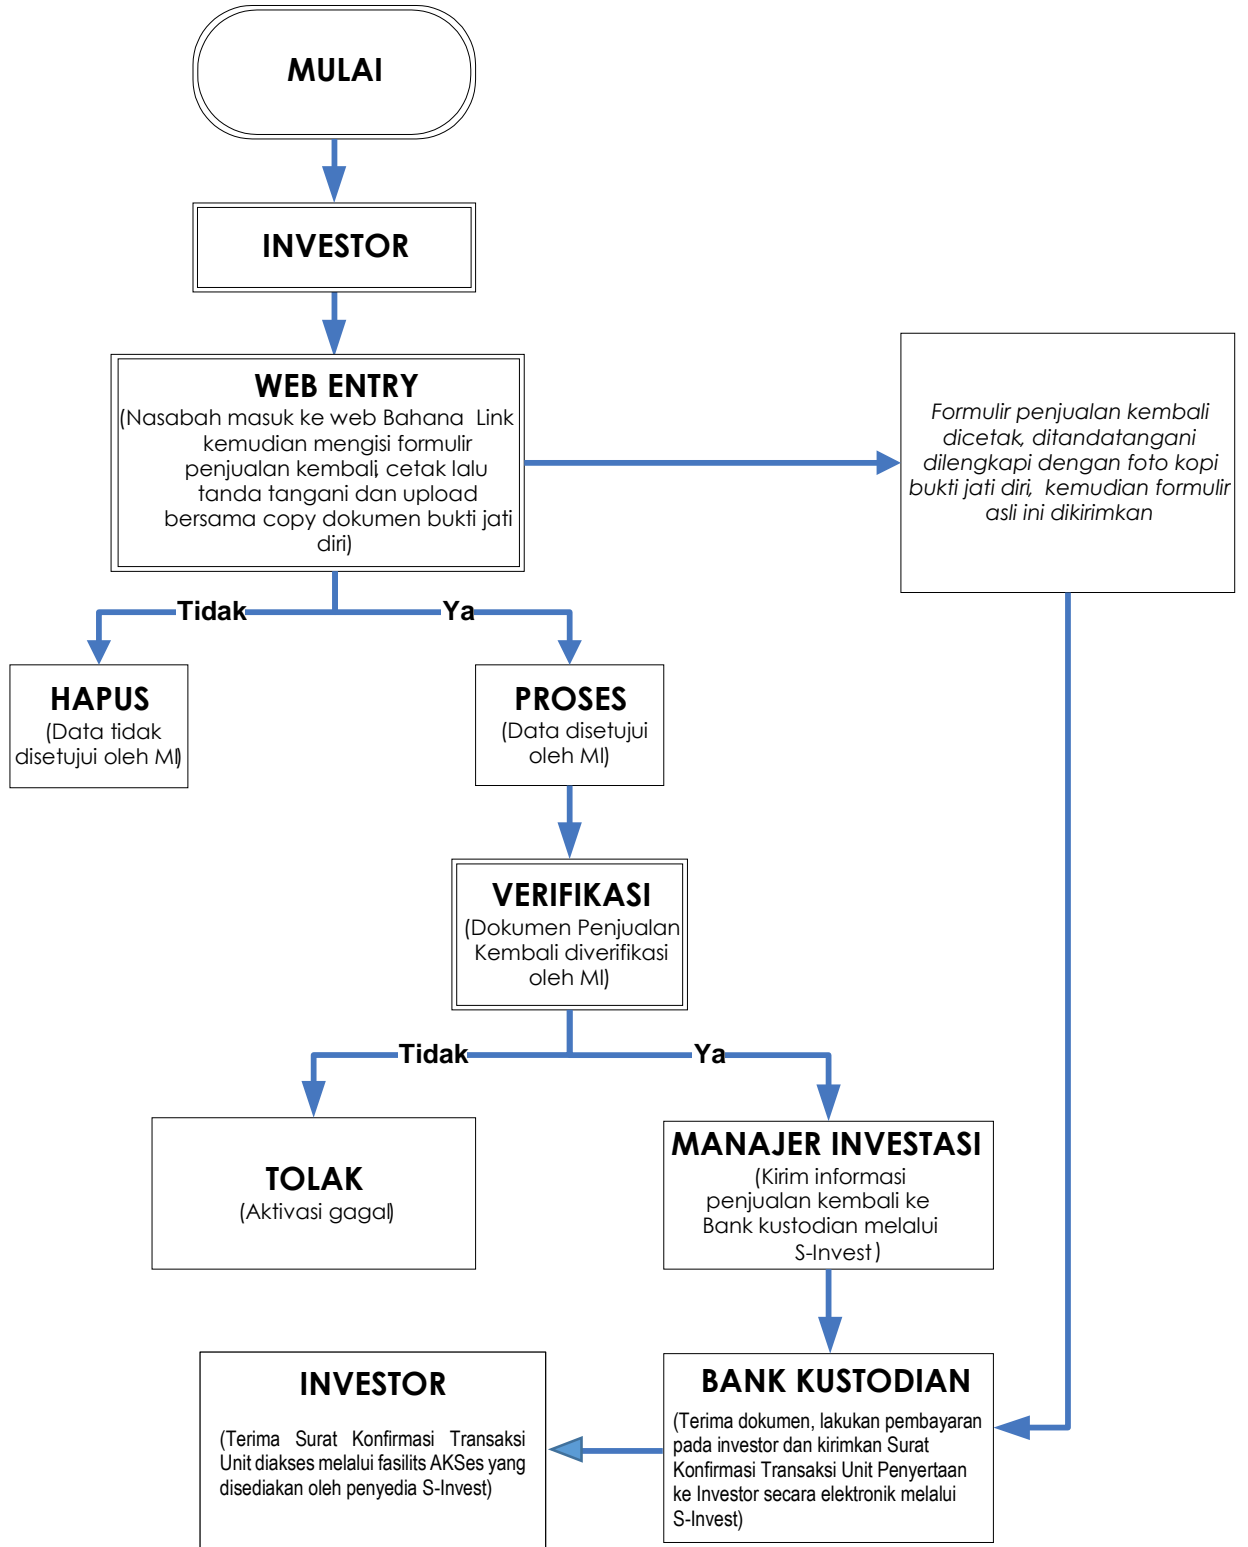 MULAI
INVESTOR
WEB ENTRY
(Nasabah masuk ke web Bahana Link
kemudian mengisi formulir
penjualan kembali, cetak lalu
tanda tangani dan upload
bersama copy dokumen bukti jati
diri)
Formulir penjualan kembali
dicetak, ditandatangani
dilengkapi dengan foto kopi
bukti jati diri, kemudian formulir
asli ini dikirimkan
Tidak
Ya
HAPUS
(Data tidak
disetujui oleh MI)
PROSES
(Data disetujui
oleh MI)
VERIFIKASI
(Dokumen Penjualan
Kembali diverifikasi
oleh MI)
Tidak
Ya
TOLAK
(Aktivasi gagal)
MANAJER INVESTASI
(Kirim informasi
penjualan kembali ke
Bank kustodian melalui
S-Invest)
INVESTOR
(Terima Surat Konfirmasi Transaksi
Unit diakses melalui fasilits AKSes yang
disediakan oleh penyedia S-Invest)
BANK KUSTODIAN
(Terima dokumen, lakukan pembayaran
pada investor dan kirimkan Surat
Konfirmasi Transaksi Unit Penyertaan
ke Investor secara elektronik melalui
S-Invest)